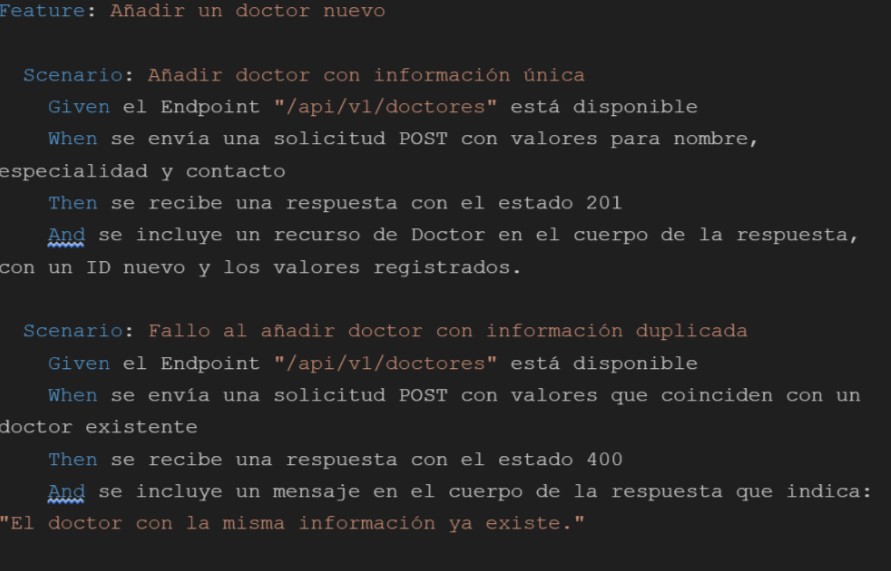 Feature: Añadir un doctor nuevo
Scenario: Añadir doctor con información única
Given el Endpoint "/api/v1/doctores" está disponible
When se envía una solicitud POST con valores para nombre,
especialidad y contacto
Then se recibe una respuesta con el estado 201
And se incluye un recurso de Doctor en el cuerpo de la respuesta,
con un ID nuevo y los valores registrados.
Scenario: Fallo al añadir doctor con información duplicada
Given el Endpoint "/api/v1/doctores" está disponible
When se envía una solicitud POST con valores que coinciden con un
doctor existente
Then se recibe una respuesta con el estado 400
And se incluye un mensaje en el cuerpo de la respuesta que indica:
"El doctor con la misma información ya existe."